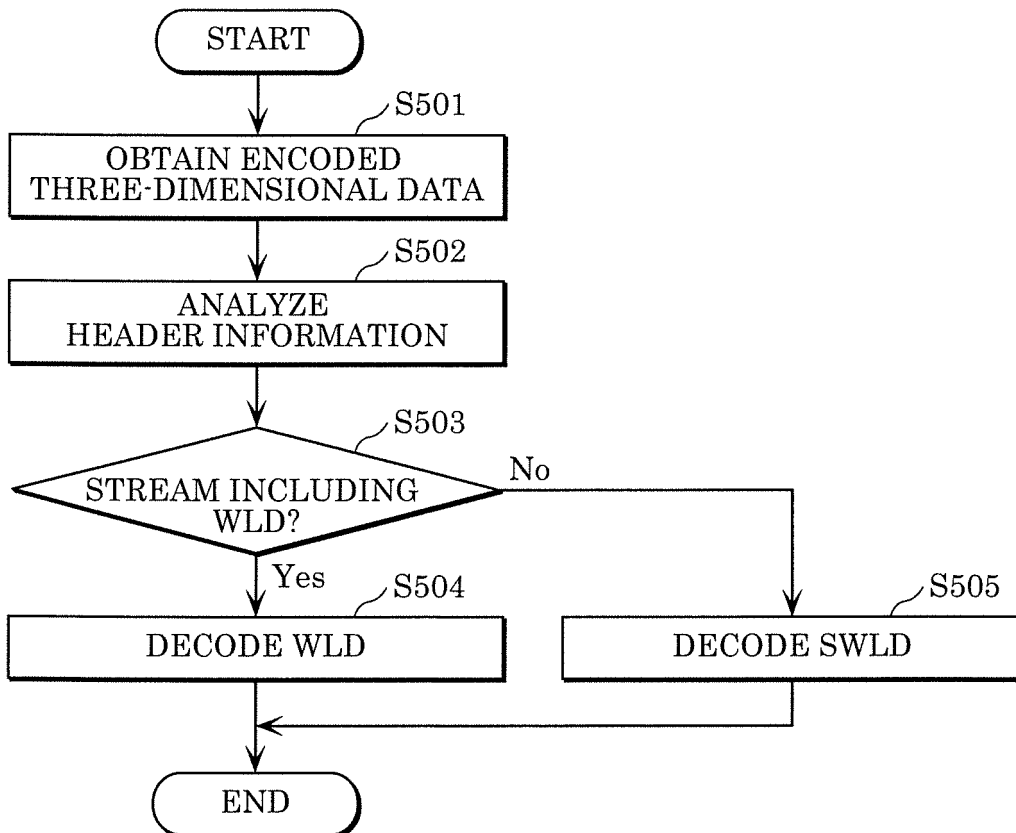 START
S501
OBTAIN ENCODED
THREE-DIMENSIONAL DATA
S502
ANALYZE
HEADER INFORMATION
S503
STREAM INCLUDING
WLD?
No
Yes
S504
DECODE WLD
S505
DECODE SWLD
END